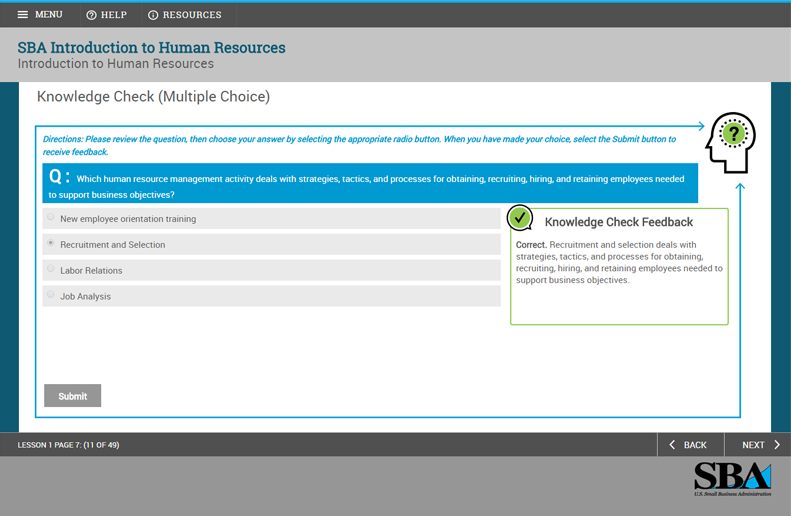 MENU
HELP
RESOURCES
SBA Introduction to Human Resources
Introduction to Human Resources
Knowledge Check (Multiple Choice)
Directions: Please review the question, then choose your answer by selecting the appropriate radio button. When you have made your choice, select the Submit button to
receive feedback.
?
Q: Which human resource management activity deals with strategies, tactics, and processes for obtaining, recruiting, hiring, and retaining employees needed
to support business objectives?
New employee orientation training
Recruitment and Selection
Labor Relations
Job Analysis
Knowledge Check Feedback
Correct. Recruitment and selection deals with
strategies, tactics, and processes for obtaining,
recruiting, hiring, and retaining employees needed to
support business objectives.
Submit
LESSON 1 PAGE 7: (11 OF 49)
BACK
NEXT
SBA
U.S. Small Business Administration